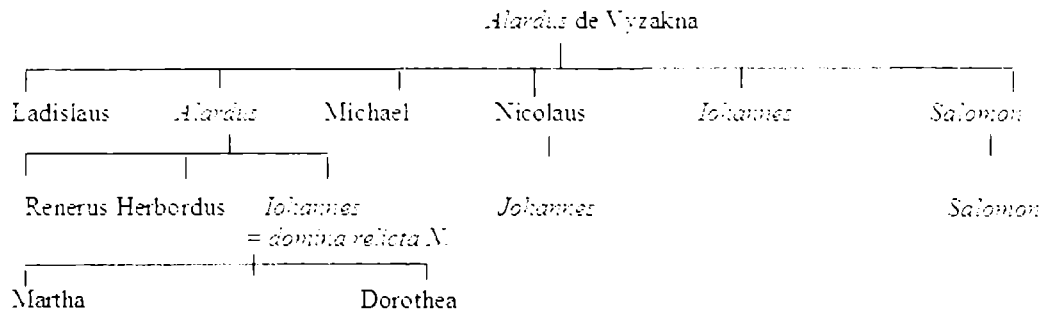 Alardus de Vyzakna
Ladislaus Alardus Michael Nicolaus Iohannes Salomon
Renerus Herbordus Iohannes Johannes Salomon
= domina relicta N.
Martha Dorothea